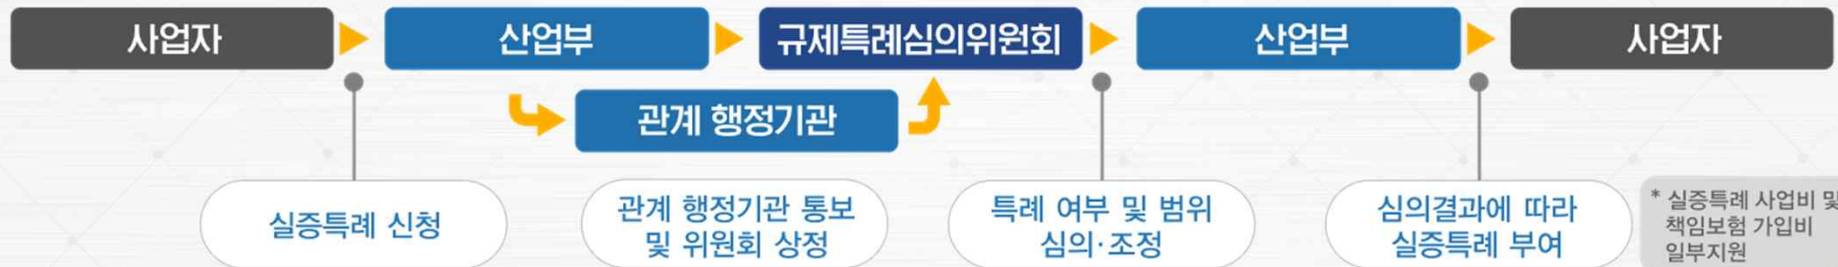 사업자
산업부
규제특례심의위원회
산업부
사업자
관계 행정기관
실증특례 신청
관계 행정기관 통보
및 위원회 상정
특례 여부 및 범위
심의·조정
심의결과에 따라
실증특례 부여
* 실증특례 사업비 및
책임보험 가입비
일부지원